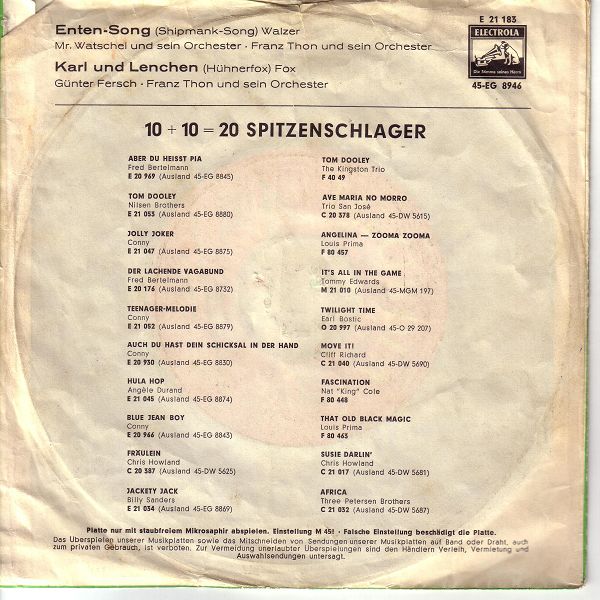 Enten-Song (Shipmank-Song) Walzer
Mr. Watschel und sein Orchester · Franz Thon und sein Orchester
Karl und Lenchen (Hühnerfox) Fox
Günter Fersch · Franz Thon und sein Orchester
E 21 183
ELECTROLA
Die Stimme seines Herrn
45-EG 8946
10 + 10 = 20 SPITZENSCHLAGER
ABER DU HEISST PIA
Fred Bertelmann
E 20 969 (Ausland 45-EG 8845)
TOM DOOLEY
Nilsen Brothers
E 21 053 (Ausland 45-EG 8880)
JOLLY JOKER
Conny
E 21 047 (Ausland 45-EG 8875)
DER LACHENDE VAGABUND
Fred Bertelmann
E 20 176 (Ausland 45-EG 8732)
TEENAGER-MELODIE
Conny
E 21 052 (Ausland 45-EG 8879)
AUCH DU HAST DEIN SCHICKSAL IN DER HAND
Conny
E 20 930 (Ausland 45-EG 8830)
HULA HOP
Angèle Durand
E 21 045 (Ausland 45-EG 8874)
BLUE JEAN BOY
Conny
E 20 966 (Ausland 45-EG 8843)
FRÄULEIN
Chris Howland
C 20 387 (Ausland 45-DW 5625)
JACKETY JACK
Billy Sanders
E 21 034 (Ausland 45-EG 8869)
TOM DOOLEY
The Kingston Trio
F 40 49
AVE MARIA NO MORRO
Trio San José
C 20 378 (Ausland 45-DW 5615)
ANGELINA — ZOOMA ZOOMA
Louis Prima
F 80 457
IT'S ALL IN THE GAME
Tommy Edwards
M 21 010 (Ausland 45-MGM 197)
TWILIGHT TIME
Earl Bostic
O 20 997 (Ausland 45-O 29 207)
MOVE IT!
Cliff Richard
C 21 040 (Ausland 45-DW 5690)
FASCINATION
Nat "King" Cole
F 80 448
THAT OLD BLACK MAGIC
Louis Prima
F 80 463
SUSIE DARLIN'
Chris Howland
C 21 017 (Ausland 45-DW 5681)
AFRICA
Three Petersen Brothers
C 21 032 (Ausland 45-DW 5687)
Platte nur mit staubfreiem Mikrosaphir abspielen. Einstellung M 45! · Falsche Einstellung beschädigt die Platte.
Das Überspielen unserer Musikplatten sowie das Mitschneiden von Sendungen unserer Musikplatten auf Band oder Draht, auch
zum privaten Gebrauch, ist verboten. Zur Vermeidung unerlaubter Überspielungen sind den Händlern Verleih, Vermietung und
Auswahlsendungen untersagt.